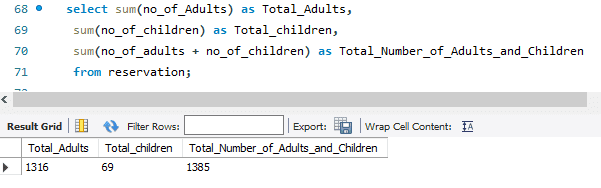 68 select sum(no_of_Adults) as Total_Adults,
69 sum(no_of_children) as Total_children,
70 sum(no_of_adults + no_of_children) as Total_Number_of_Adults_and_Children
71 from reservation;
Result Grid Filter Rows: Export: Wrap Cell Content: IA
Total_Adults Total_children Total_Number_of_Adults_and_Children
1316 69 1385